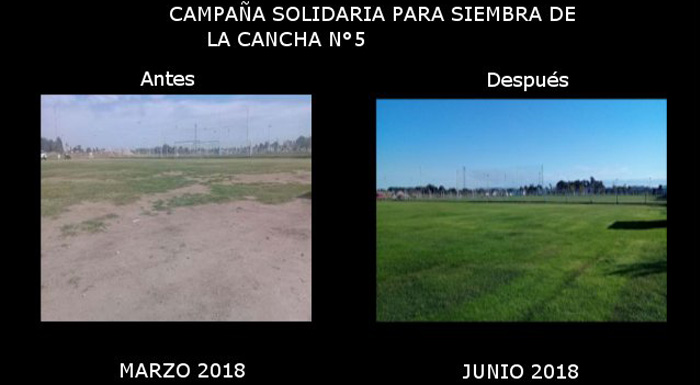 CAMPAÑA SOLIDARIA PARA SIEMBRA DE
LA CANCHA N°5
Antes
Después
MARZO 2018
JUNIO 2018